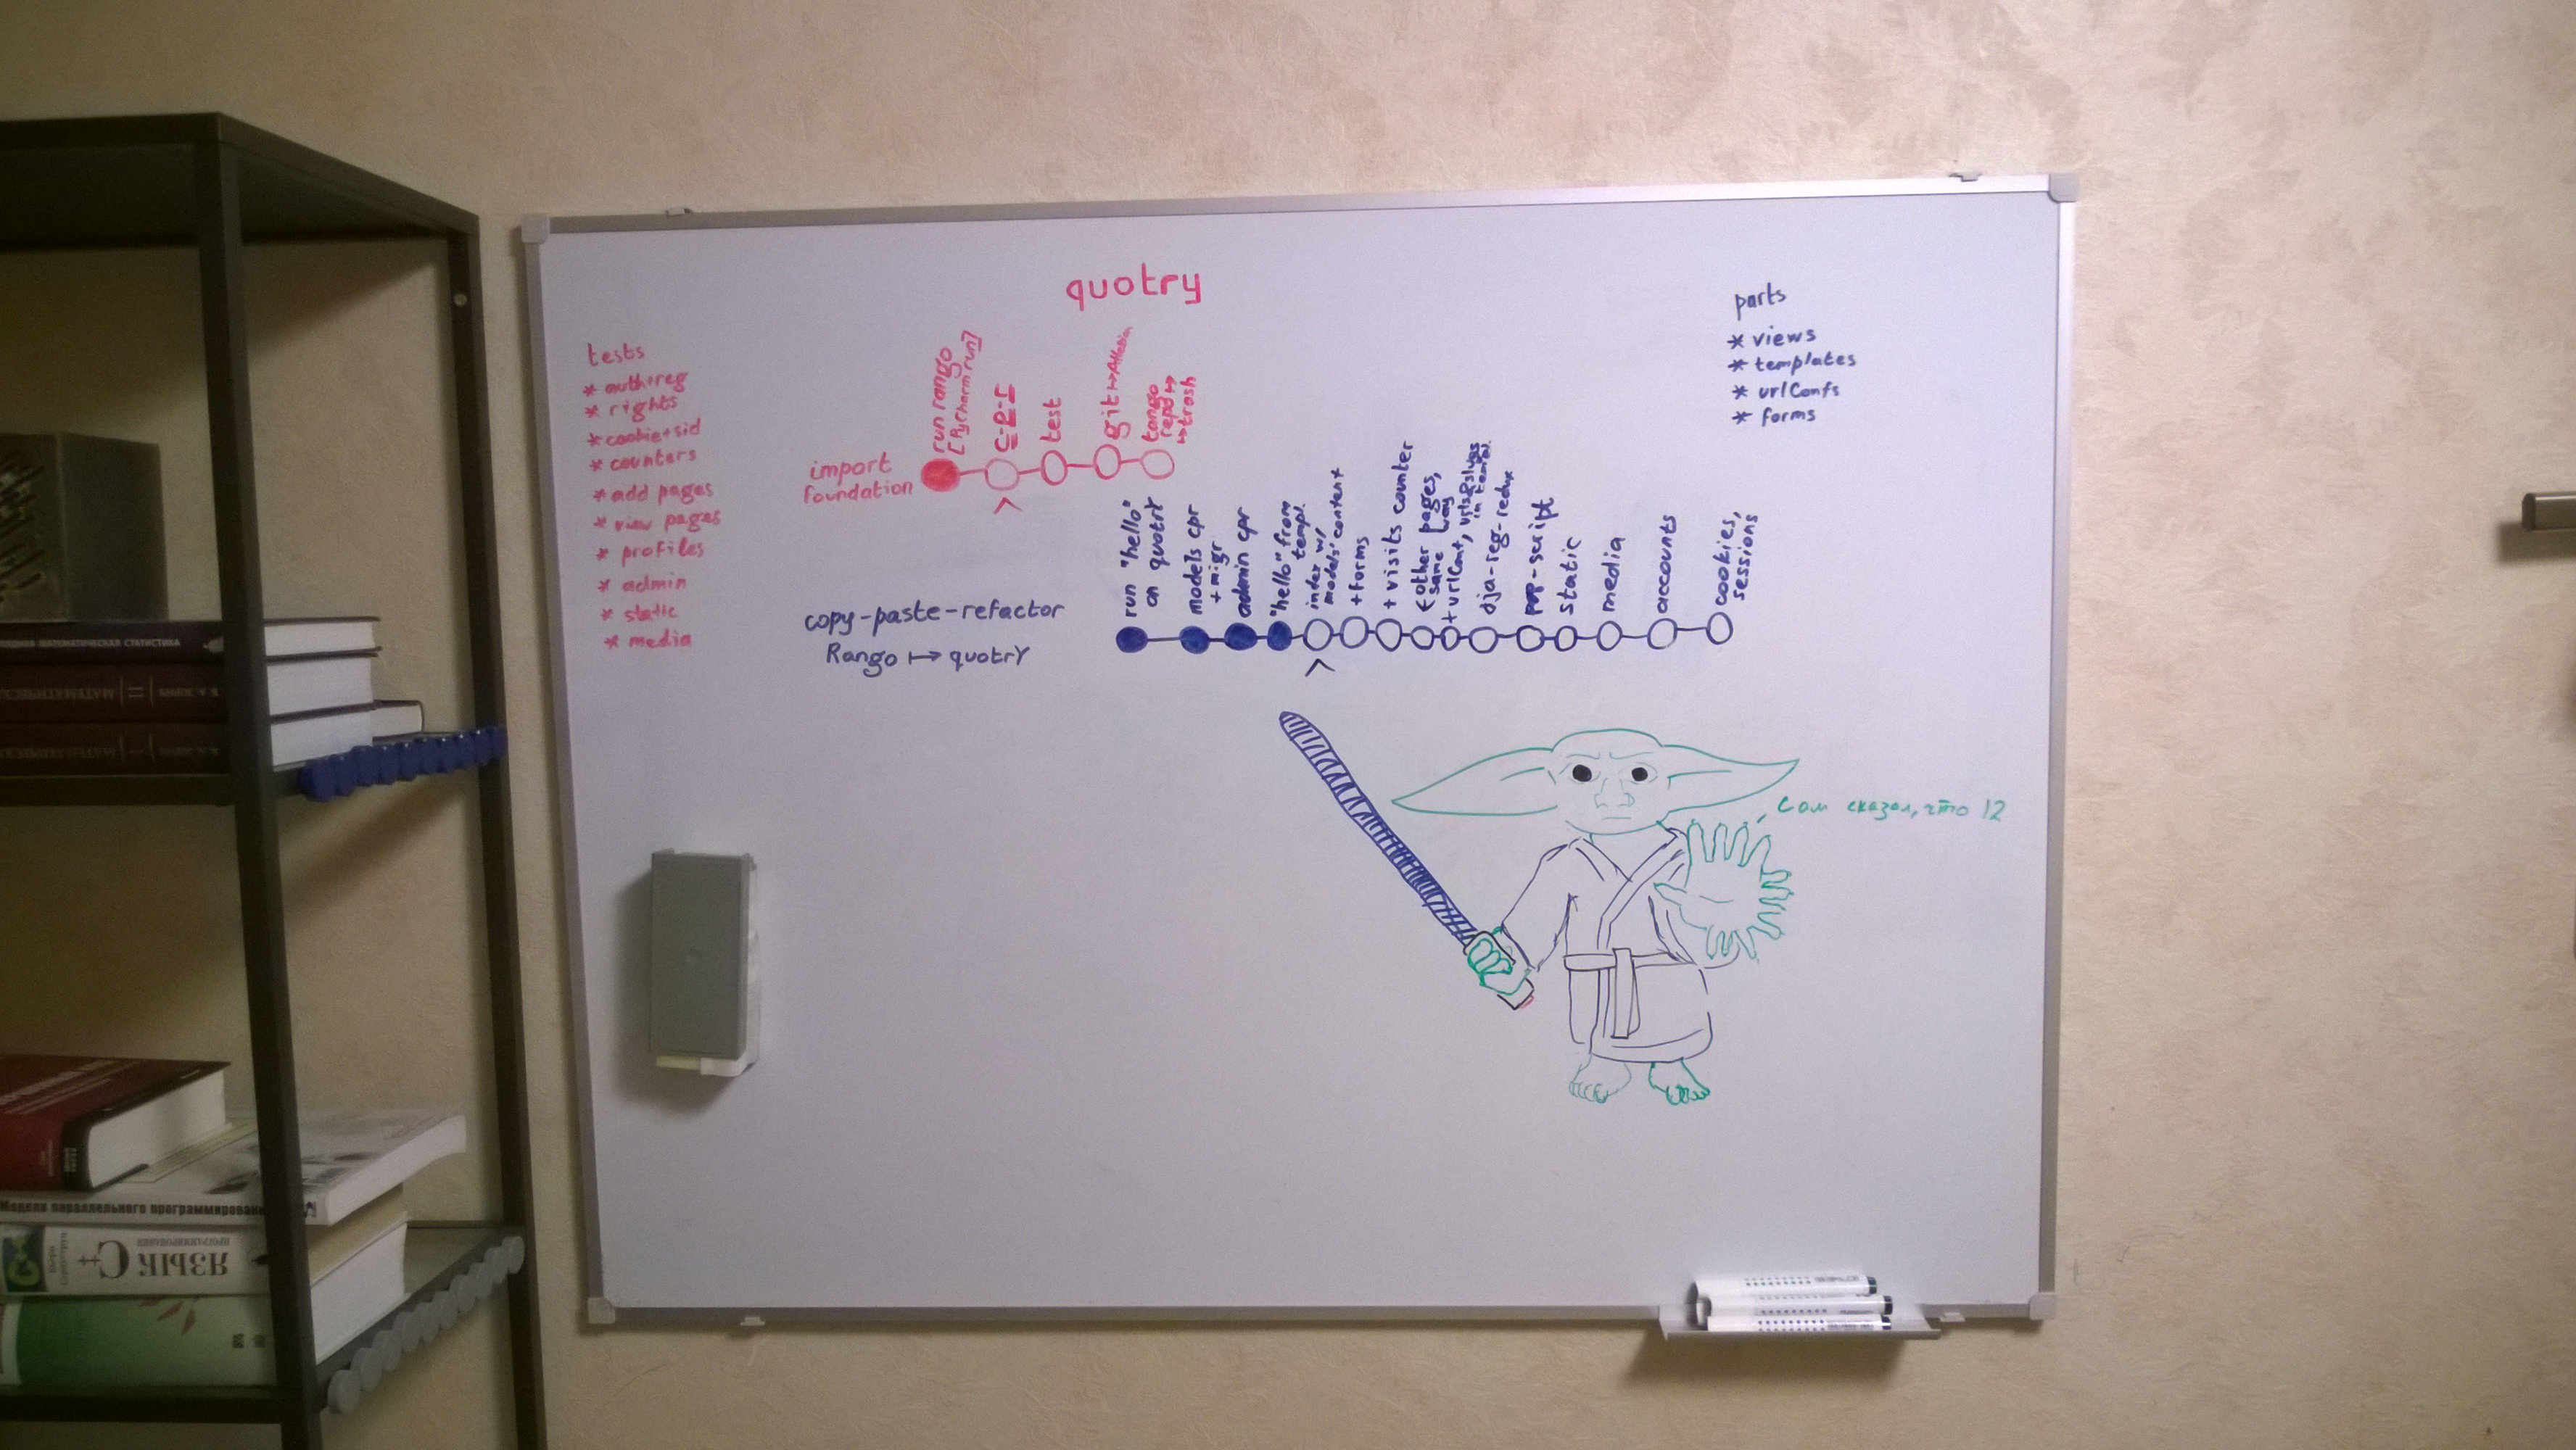 quotry
tests
* auth+reg
* rights
* cookie+sid
* counters
* add pages
* view pages
* profiles
* admin
* static
* media
import
foundation
run rango
[PyCharm run]
c-p-r
test
git↦
tango
repo↦
↦trash
parts
* views
* templates
* urlConfs
* forms
copy-paste-refactor
Rango ↦ quotrY
run "hello"
on quotrY
models cpr
+ migr
admin cpr
"hello" from
templ.
index w/
models' content
+ forms
+ visits counter
other pages,
same way
+ urlConf, urls
in templ.
dja-reg-redux
pop-script
static
media
accounts
cookies,
sessions
Сам сказал, что 12
МАТЕМАТИЧЕСКАЯ СТАТИСТИКА
Модели параллельного программирования
ЯЗЫК
C++